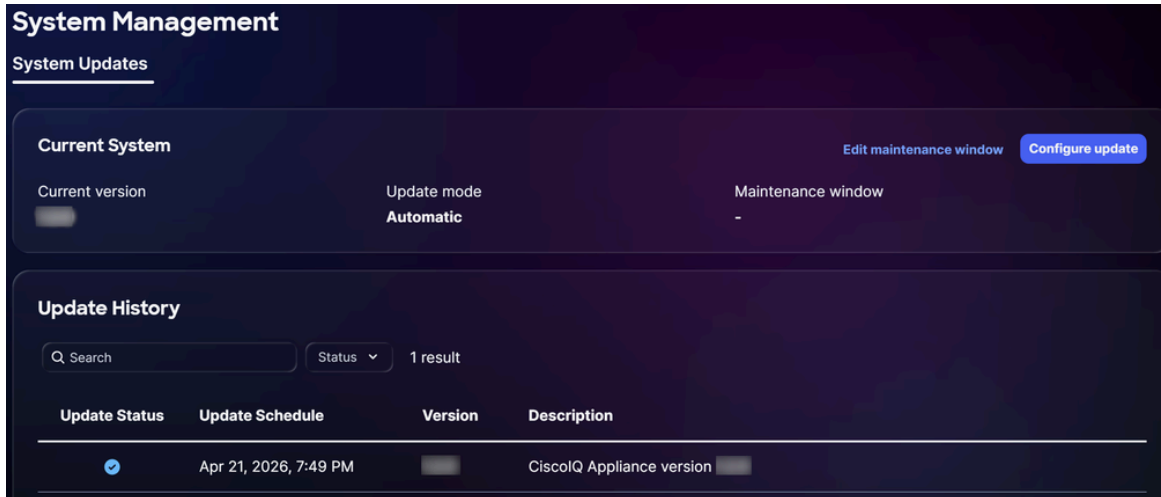 System Management
System Updates
Current System
Edit maintenance window
Configure update
Current version
Update mode
Maintenance window
Automatic
-
Update History
Search
Status
1 result
Update Status Update Schedule Version Description
Apr 21, 2026, 7:49 PM CiscoIQ Appliance version